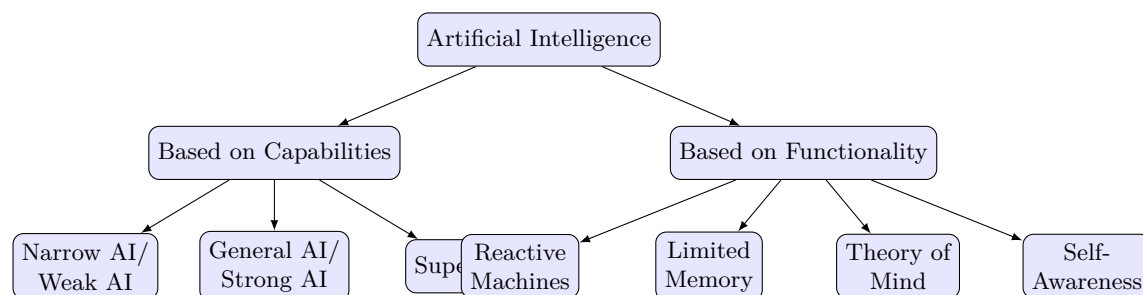 Artificial Intelligence
Based on Capabilities
Based on Functionality
Narrow AI/
Weak AI
General AI/
Strong AI
Reactive
Machines
Limited
Memory
Theory of
Mind
Self-
Awareness